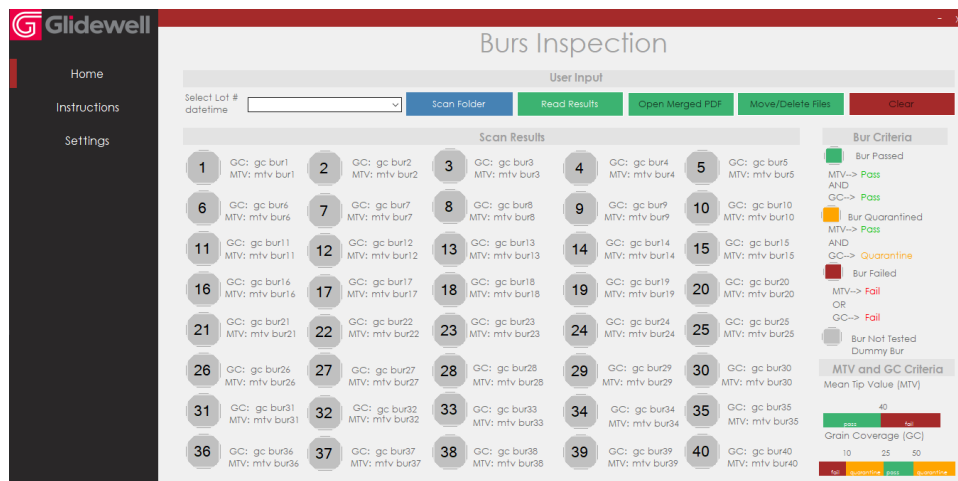 Glidewell
Home
Instructions
Settings
Burs Inspection
User Input
Select Lot #
datetime
Scan Folder
Read Results
Open Merged PDF
Move/Delete Files
Clear
Scan Results
1 GC: gc bur1
MTV: mtv bur1
2 GC: gc bur2
MTV: mtv bur2
3 GC: gc bur3
MTV: mtv bur3
4 GC: gc bur4
MTV: mtv bur4
5 GC: gc bur5
MTV: mtv bur5
6 GC: gc bur6
MTV: mtv bur6
7 GC: gc bur7
MTV: mtv bur7
8 GC: gc bur8
MTV: mtv bur8
9 GC: gc bur9
MTV: mtv bur9
10 GC: gc bur10
MTV: mtv bur10
11 GC: gc bur11
MTV: mtv bur11
12 GC: gc bur12
MTV: mtv bur12
13 GC: gc bur13
MTV: mtv bur13
14 GC: gc bur14
MTV: mtv bur14
15 GC: gc bur15
MTV: mtv bur15
16 GC: gc bur16
MTV: mtv bur16
17 GC: gc bur17
MTV: mtv bur17
18 GC: gc bur18
MTV: mtv bur18
19 GC: gc bur19
MTV: mtv bur19
20 GC: gc bur20
MTV: mtv bur20
21 GC: gc bur21
MTV: mtv bur21
22 GC: gc bur22
MTV: mtv bur22
23 GC: gc bur23
MTV: mtv bur23
24 GC: gc bur24
MTV: mtv bur24
25 GC: gc bur25
MTV: mtv bur25
26 GC: gc bur26
MTV: mtv bur26
27 GC: gc bur27
MTV: mtv bur27
28 GC: gc bur28
MTV: mtv bur28
29 GC: gc bur29
MTV: mtv bur29
30 GC: gc bur30
MTV: mtv bur30
31 GC: gc bur31
MTV: mtv bur31
32 GC: gc bur32
MTV: mtv bur32
33 GC: gc bur33
MTV: mtv bur33
34 GC: gc bur34
MTV: mtv bur34
35 GC: gc bur35
MTV: mtv bur35
36 GC: gc bur36
MTV: mtv bur36
37 GC: gc bur37
MTV: mtv bur37
38 GC: gc bur38
MTV: mtv bur38
39 GC: gc bur39
MTV: mtv bur39
40 GC: gc bur40
MTV: mtv bur40
Bur Criteria
Bur Passed
MTV--> Pass
AND
GC--> Pass
Bur Quarantined
MTV--> Pass
AND
GC--> Quarantine
Bur Failed
MTV--> Fail
OR
GC--> Fail
Bur Not Tested
Dummy Bur
MTV and GC Criteria
Mean Tip Value (MTV)
40
pass fail
Grain Coverage (GC)
10 25 50
fail quarantine pass quarantine